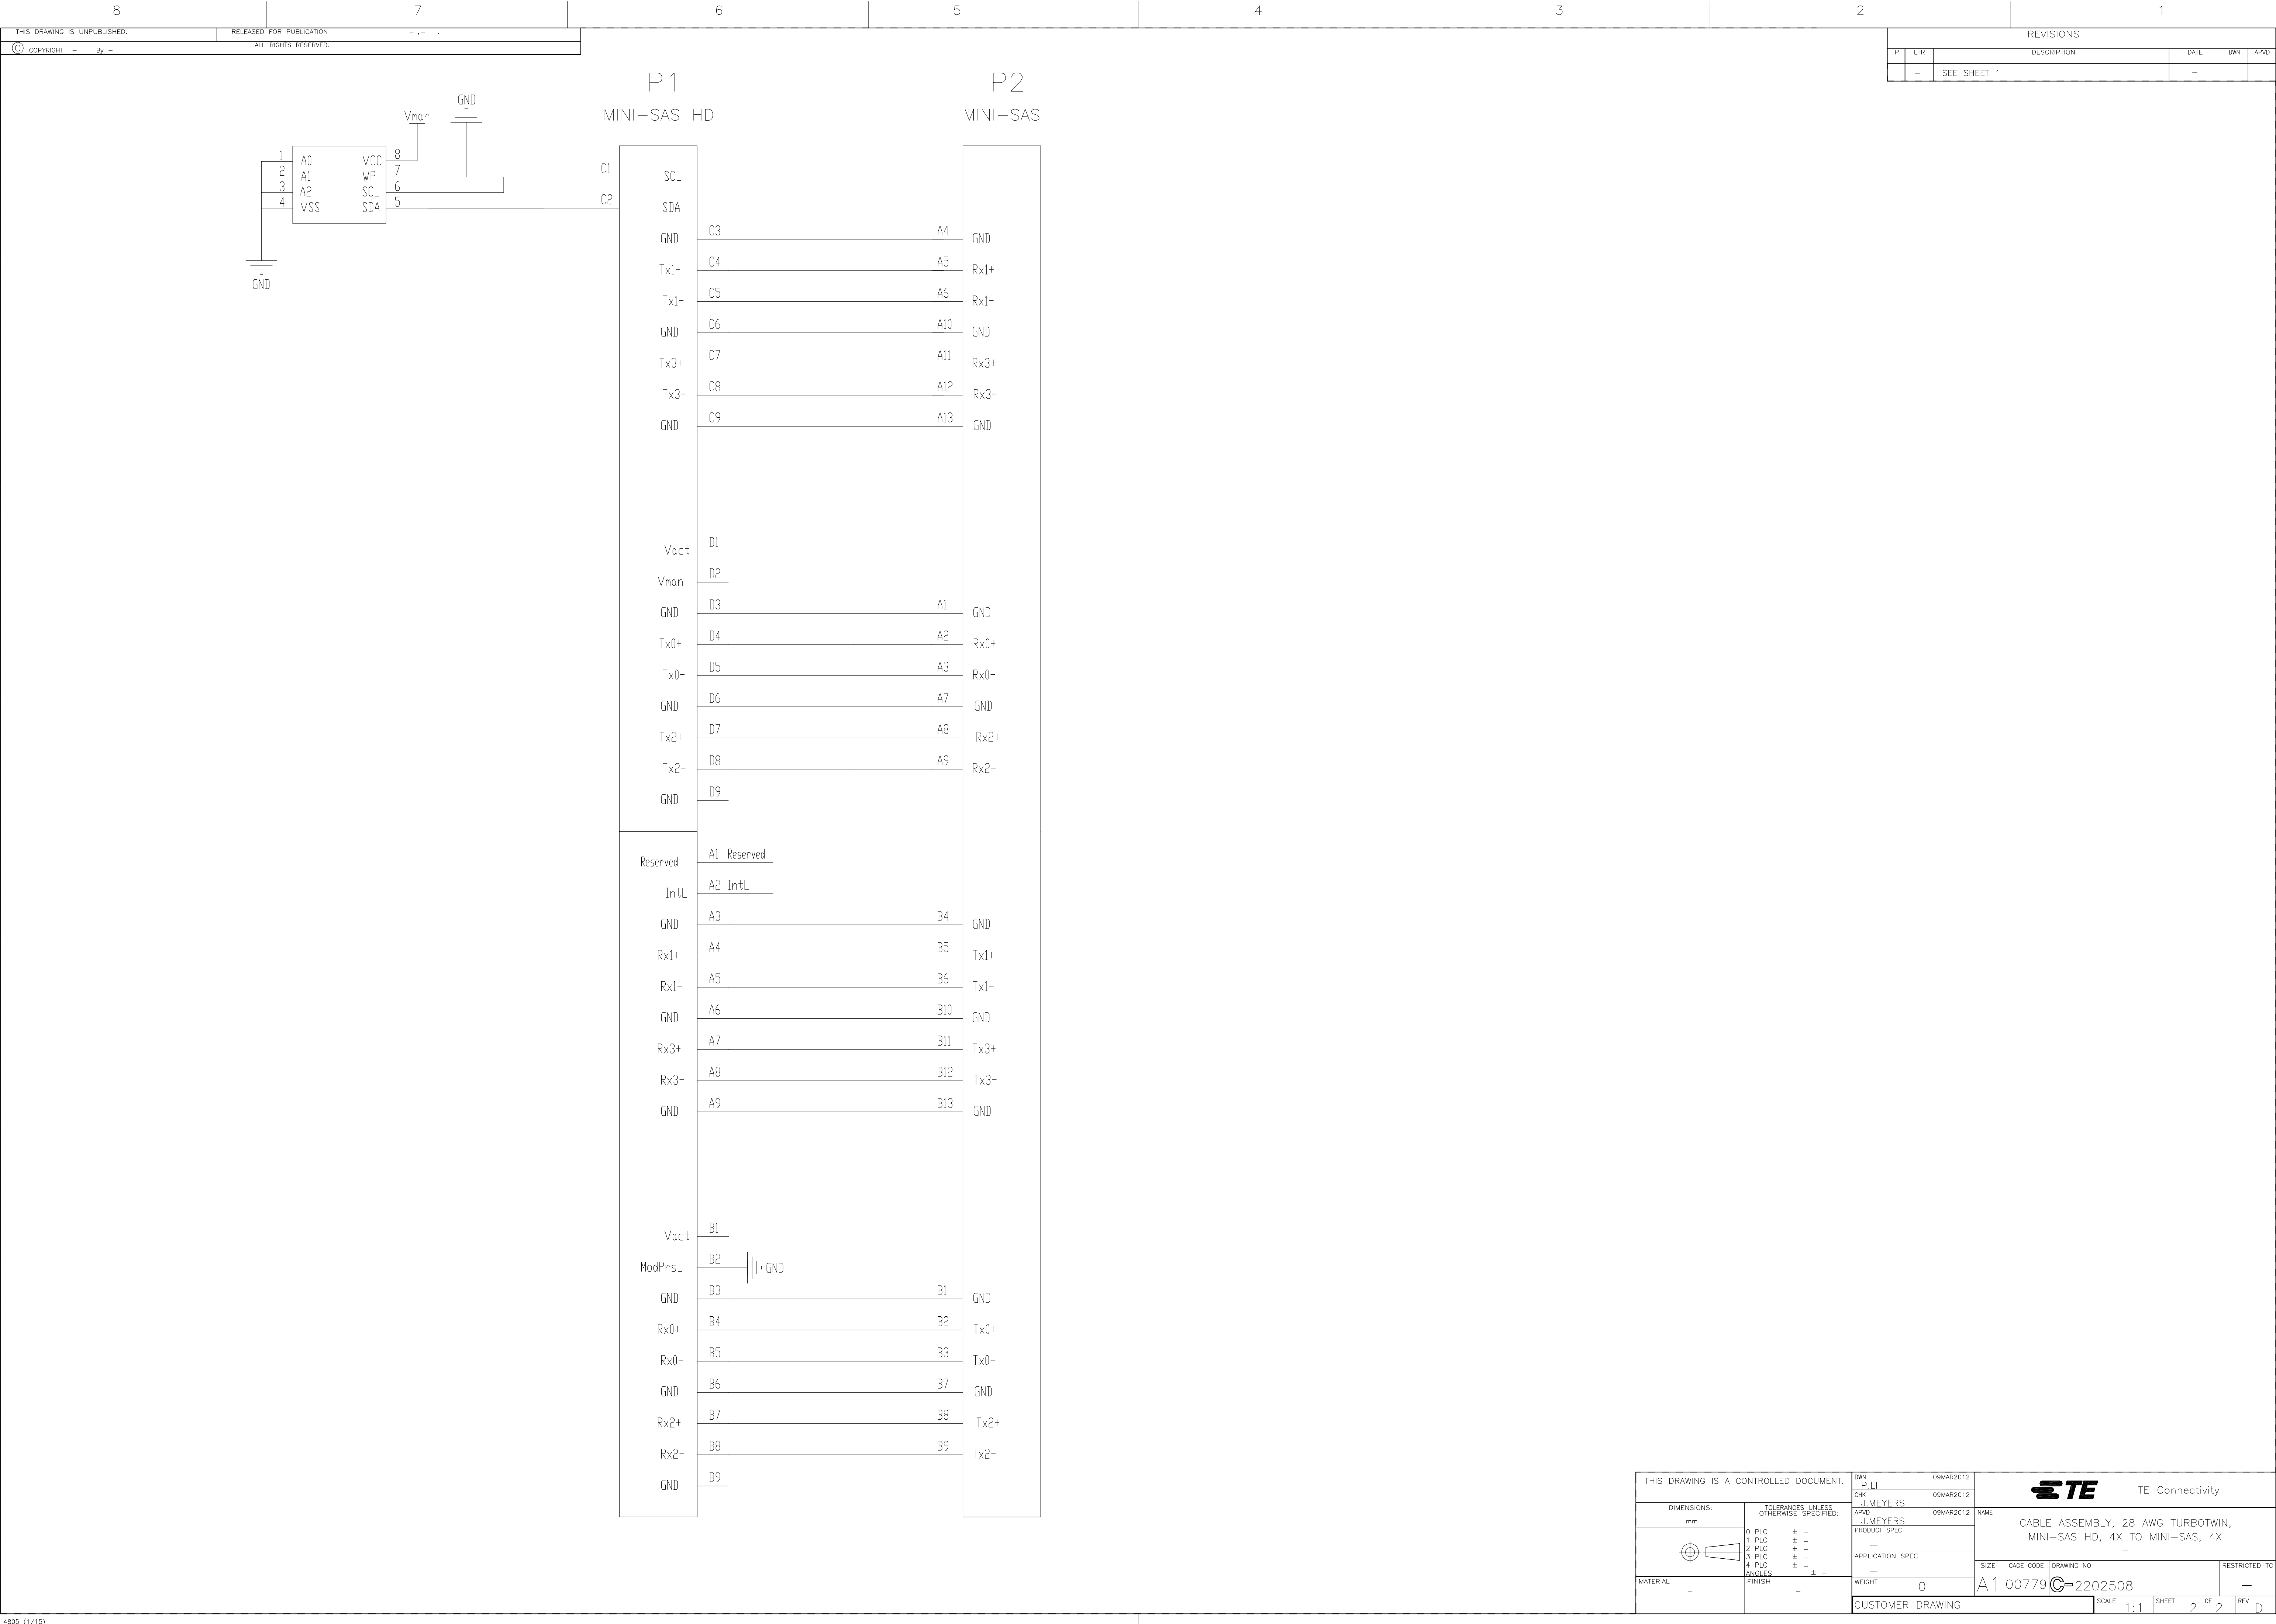 8 7 6 5 4 3 2 1
THIS DRAWING IS UNPUBLISHED. RELEASED FOR PUBLICATION - ,- .
© COPYRIGHT - By - ALL RIGHTS RESERVED.
REVISIONS
P LTR DESCRIPTION DATE DWN APVD
- SEE SHEET 1 - - -
P1 P2
MINI-SAS HD MINI-SAS
GND
Vman
1 A0 VCC 8
2 A1 WP 7
3 A2 SCL 6
4 VSS SDA 5
GND
C1 SCL
C2 SDA
GND C3 A4 GND
Tx1+ C4 A5 Rx1+
Tx1- C5 A6 Rx1-
GND C6 A10 GND
Tx3+ C7 A11 Rx3+
Tx3- C8 A12 Rx3-
GND C9 A13 GND
Vact D1
Vman D2
GND D3 A1 GND
Tx0+ D4 A2 Rx0+
Tx0- D5 A3 Rx0-
GND D6 A7 GND
Tx2+ D7 A8 Rx2+
Tx2- D8 A9 Rx2-
GND D9
Reserved A1 Reserved
IntL A2 IntL
GND A3 B4 GND
Rx1+ A4 B5 Tx1+
Rx1- A5 B6 Tx1-
GND A6 B10 GND
Rx3+ A7 B11 Tx3+
Rx3- A8 B12 Tx3-
GND A9 B13 GND
Vact B1
ModPrsL B2 GND
GND B3 B1 GND
Rx0+ B4 B2 Tx0+
Rx0- B5 B3 Tx0-
GND B6 B7 GND
Rx2+ B7 B8 Tx2+
Rx2- B8 B9 Tx2-
GND B9
THIS DRAWING IS A CONTROLLED DOCUMENT.
DIMENSIONS:
mm
TOLERANCES UNLESS
OTHERWISE SPECIFIED:
0 PLC ± -
1 PLC ± -
2 PLC ± -
3 PLC ± -
4 PLC ± -
ANGLES ± -
MATERIAL
-
FINISH
-
DWN 09MAR2012
P.LI
CHK 09MAR2012
J.MEYERS
APVD 09MAR2012
J.MEYERS
PRODUCT SPEC
-
APPLICATION SPEC
-
WEIGHT 0
CUSTOMER DRAWING
TE TE Connectivity
NAME
CABLE ASSEMBLY, 28 AWG TURBOTWIN,
MINI-SAS HD, 4X TO MINI-SAS, 4X
-
SIZE CAGE CODE DRAWING NO RESTRICTED TO
A1 00779 C-2202508 -
SCALE 1:1 SHEET 2 OF 2 REV D
4805 (1/15)